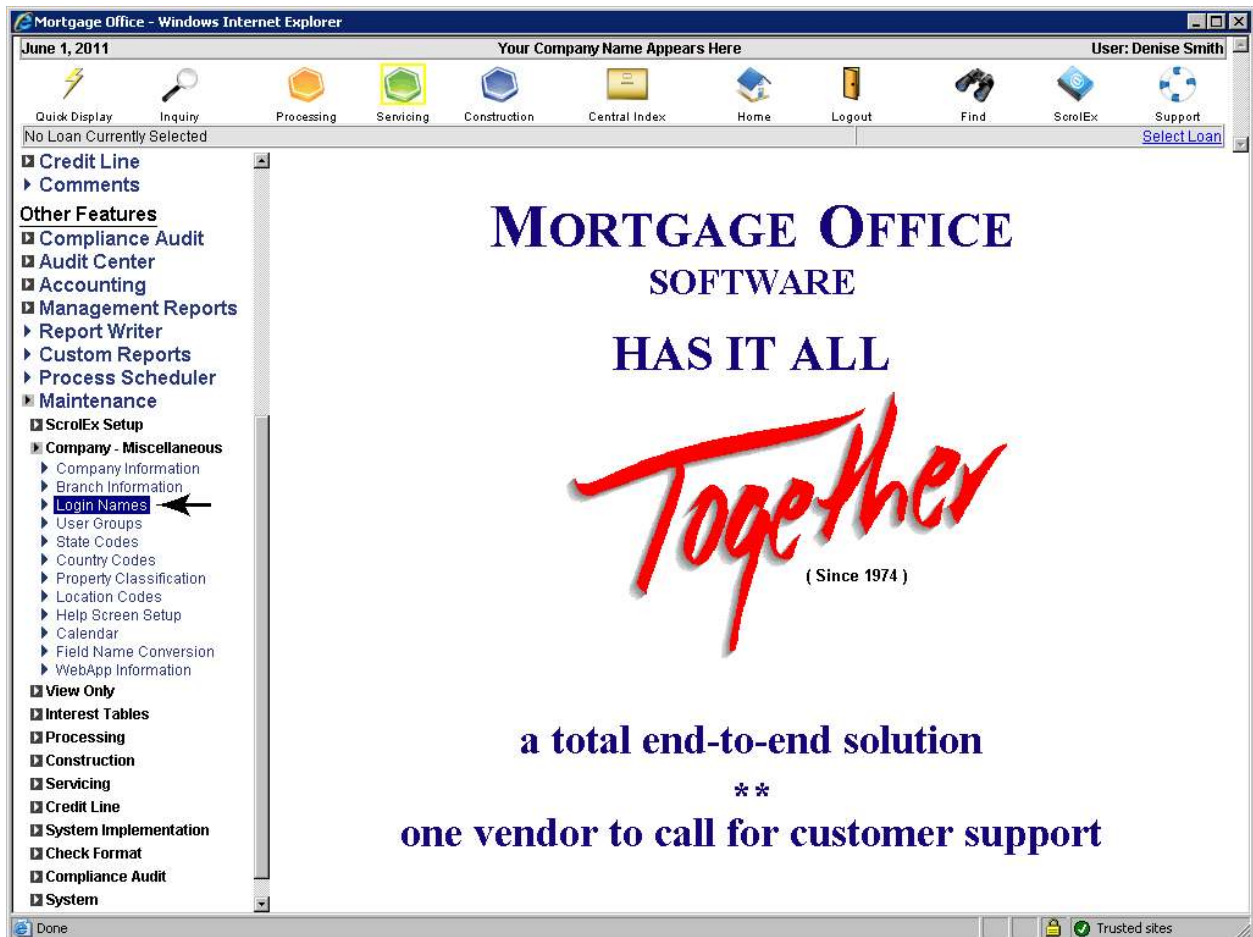 Mortgage Office - Windows Internet Explorer
June 1, 2011 Your Company Name Appears Here User: Denise Smith
Quick Display Inquiry Processing Servicing Construction Central Index Home Logout Find ScrolEx Support
No Loan Currently Selected Select Loan
Credit Line
Comments
Other Features
Compliance Audit
Audit Center
Accounting
Management Reports
Report Writer
Custom Reports
Process Scheduler
Maintenance
ScrolEx Setup
Company - Miscellaneous
Company Information
Branch Information
Login Names
User Groups
State Codes
Country Codes
Property Classification
Location Codes
Help Screen Setup
Calendar
Field Name Conversion
WebApp Information
View Only
Interest Tables
Processing
Construction
Servicing
Credit Line
System Implementation
Check Format
Compliance Audit
System
MORTGAGE OFFICE
SOFTWARE
HAS IT ALL
Together
( Since 1974 )
a total end-to-end solution
**
one vendor to call for customer support
Done Trusted sites